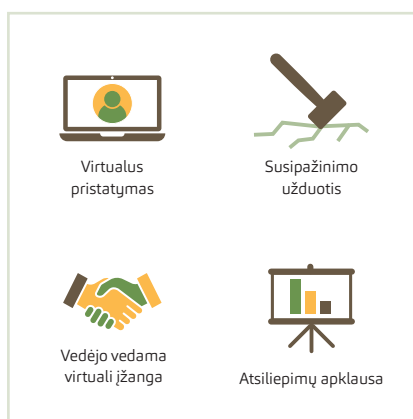 Virtualus
pristatymas
Susipažinimo
užduotis
Vedėjo vedama
virtuali įžanga
Atsiliepimų apklausa